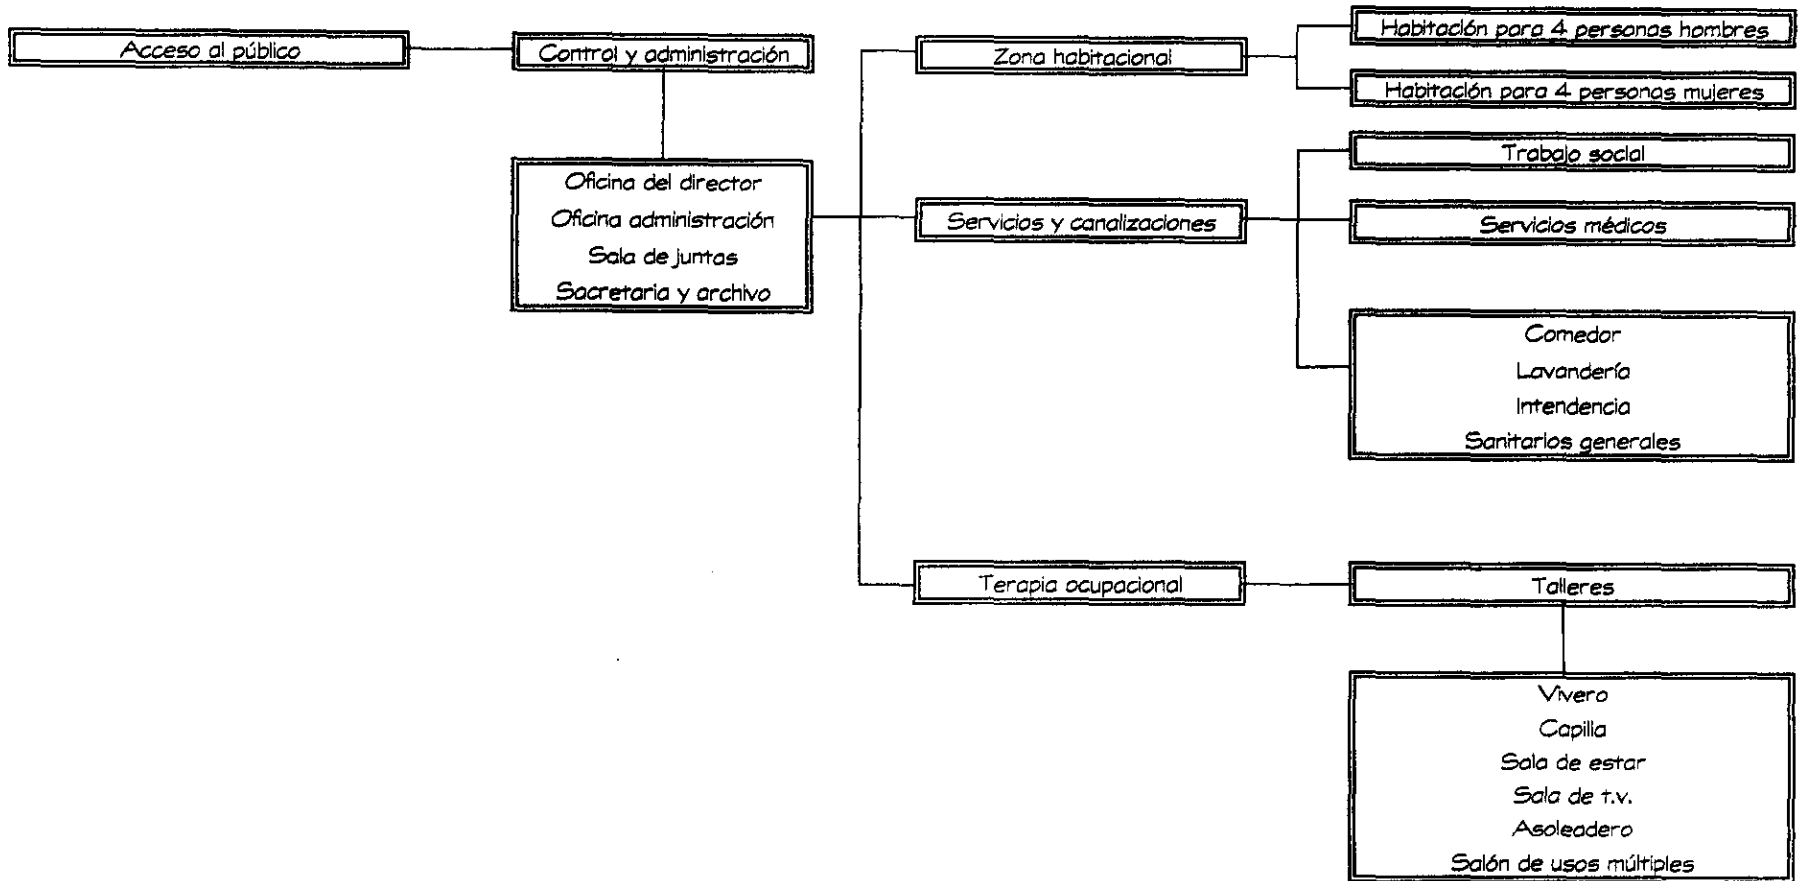 Acceso al público
Control y administración
Oficina del director
Oficina administración
Sala de juntas
Sacretaria y archivo
Zona habitacional
Habitación para 4 personas hombres
Habitación para 4 personas mujeres
Servicios y canalizaciones
Trabajo social
Servicios médicos
Comedor
Lavandería
Intendencia
Sanitarios generales
Terapia ocupacional
Talleres
Vivero
Capilla
Sala de estar
Sala de t.v.
Asoleadero
Salón de usos múltiples